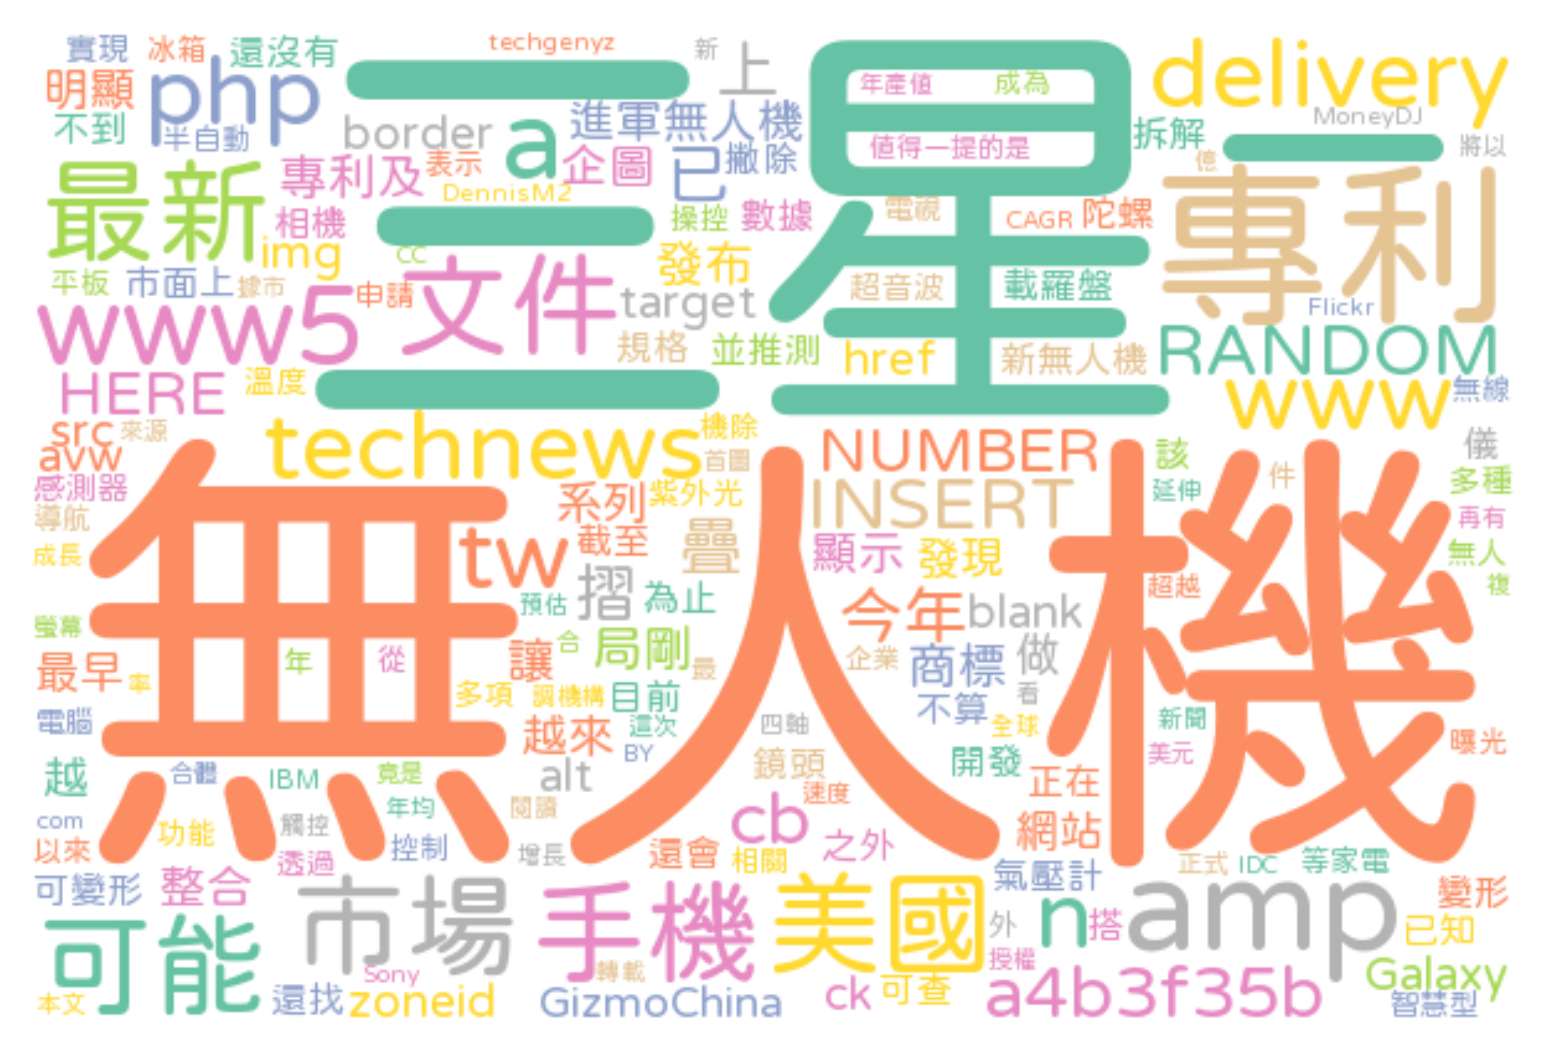 實現
冰箱
還沒有
techgenyz
新
上
三星
年產值
成為
delivery
明顯
php
不到
半自動
border
a
進軍無人機
MoneyDJ
拆解
一
將以
值得一提的是
億
最新
專利及
表示
企圖
已
撇除
DennisM2
相機
操控
數據
電視
CAGR
陀螺
專利
img
CC
發布
平板
市面上
據市
申請
文件
target
超音波
載羅盤
Flickr
www5
規格
並推測
href
新無人機
RANDOM
HERE
溫度
www
無線
src
來源
technews
機除
NUMBER
該
儀
avw
首圖
感測器
系列
紫外光
INSERT
延伸
件
多種
導航
再有
無人機
tw
截至
疊
顯示
發現
成長
無人
摺
為止
預估
今年
blank
超越
複
螢幕
年
從
合
局剛
最早
率
讓
最
企業
商標
做
多項
調機構
目前
不算
看
電腦
越來
這次
四軸
全球
新聞
BY
美元
曝光
越
合體
IBM
竟是
alt
鏡頭
開發
正在
com
年均
閱讀
速度
功能
觸控
cb
網站
以來
透過
控制
增長
還會
相關
之外
正式
IDC
等家電
可變形
整合
市場
手機
美國
氣壓計
amp
變形
可能
外
n
搭
已知
Sony
轉載
授權
Galaxy
本文
還找
zoneid
GizmoChina
ck
可查
a4b3f35b
智慧型